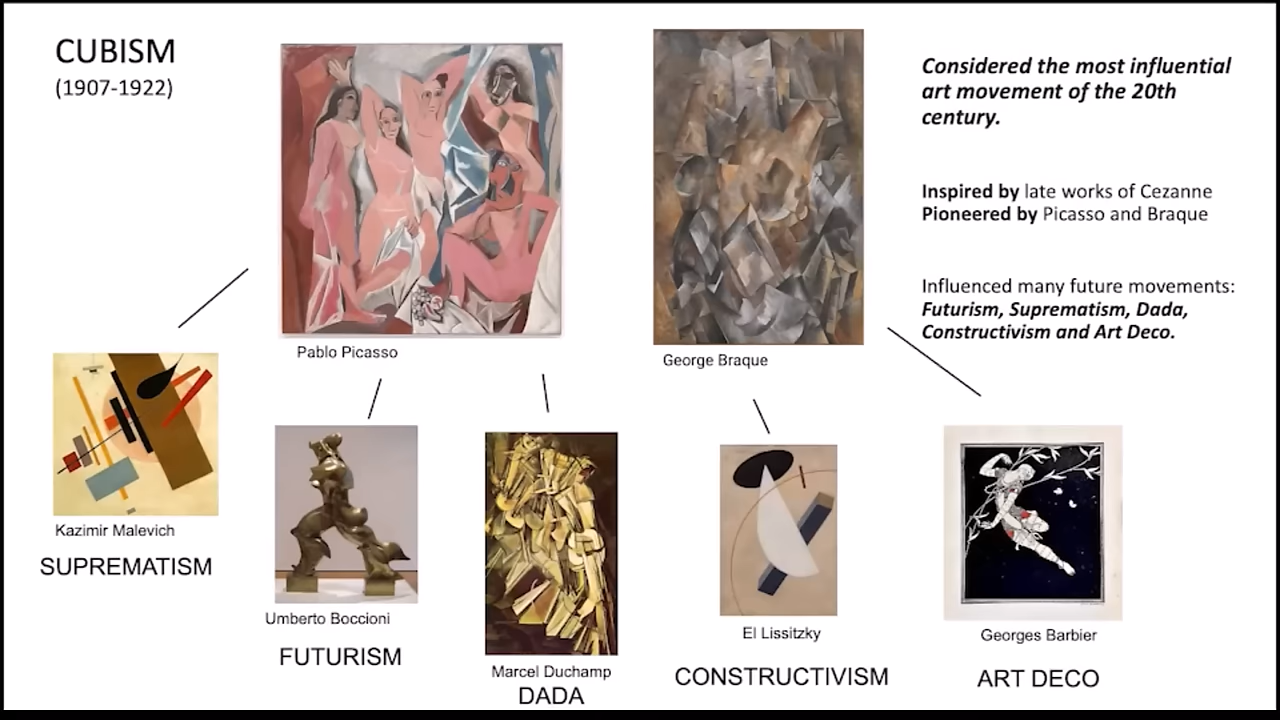 CUBISM
(1907-1922)
Considered the most influential
art movement of the 20th
century.
Inspired by late works of Cezanne
Pioneered by Picasso and Braque
Influenced many future movements:
Futurism, Suprematism, Dada,
Constructivism and Art Deco.
Pablo Picasso
George Braque
Kazimir Malevich
SUPREMATISM
Umberto Boccioni
FUTURISM
Marcel Duchamp
DADA
El Lissitzky
CONSTRUCTIVISM
Georges Barbier
ART DECO